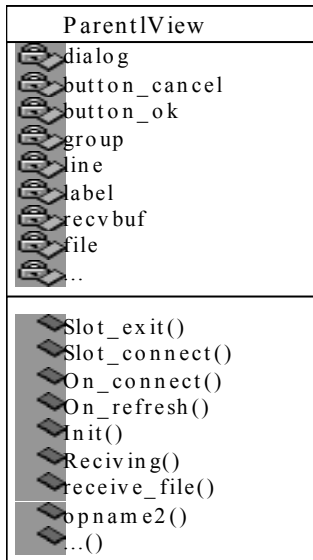 ParentlView
dialog
button_cancel
button_ok
group
line
label
recvbuf
file
...
Slot_exit()
Slot_connect()
On_connect()
On_refresh()
Init()
Reciving()
receive_file()
opname2()
...()